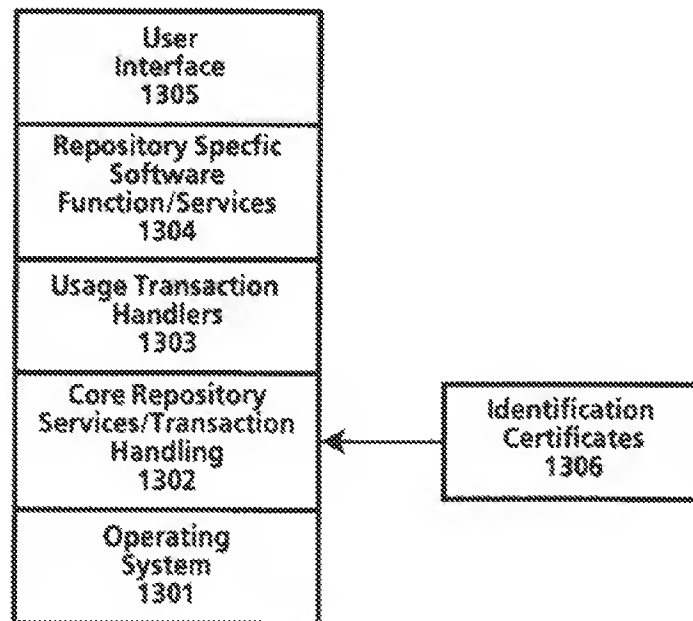 User
Interface
1305
Repository Specfic
Software
Function/Services
1304
Usage Transaction
Handlers
1303
Core Repository
Services/Transaction
Handling
1302
Identification
Certificates
1306
Operating
System
1301